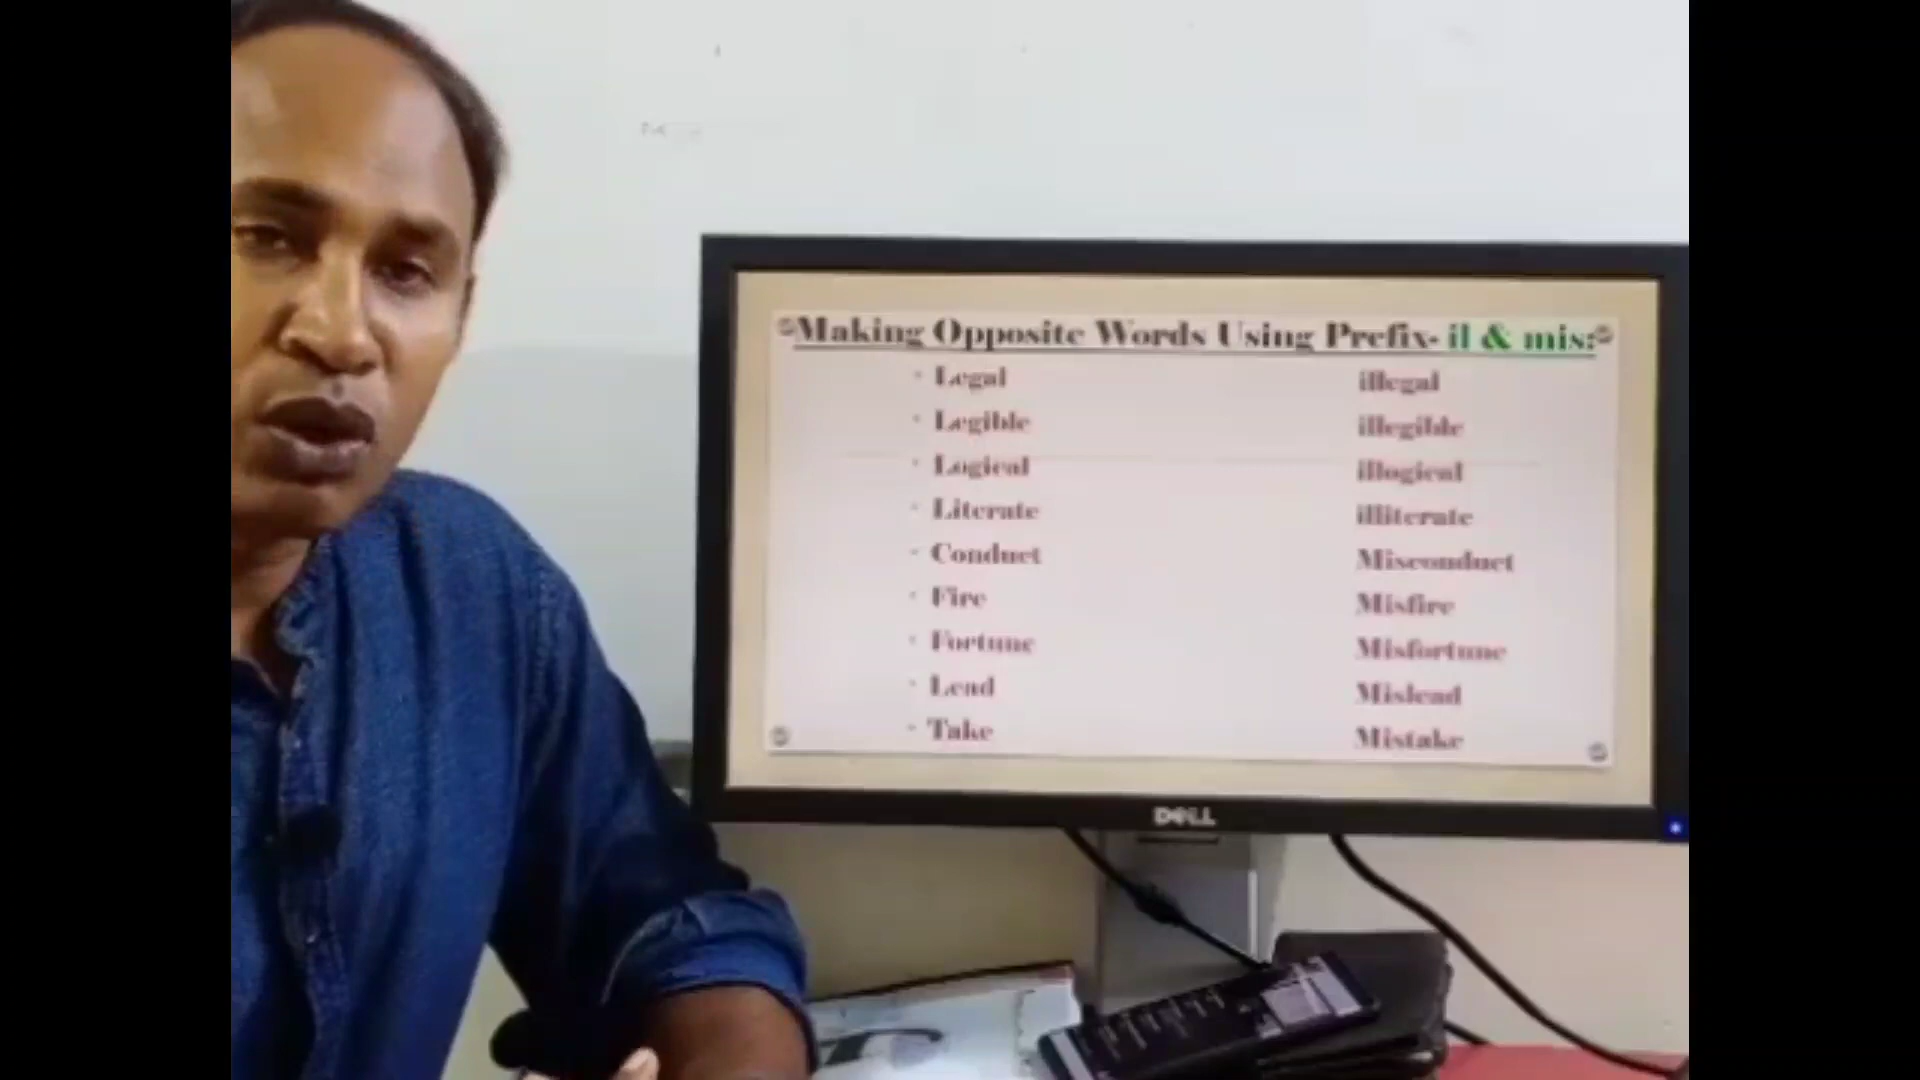 Making Opposite Words Using Prefix- il & mis:
• Legal illegal
• Legible illegible
• Logical illogical
• Literate illiterate
• Conduct Misconduct
• Fire Misfire
• Fortune Misfortune
• Lead Mislead
• Take Mistake
DELL